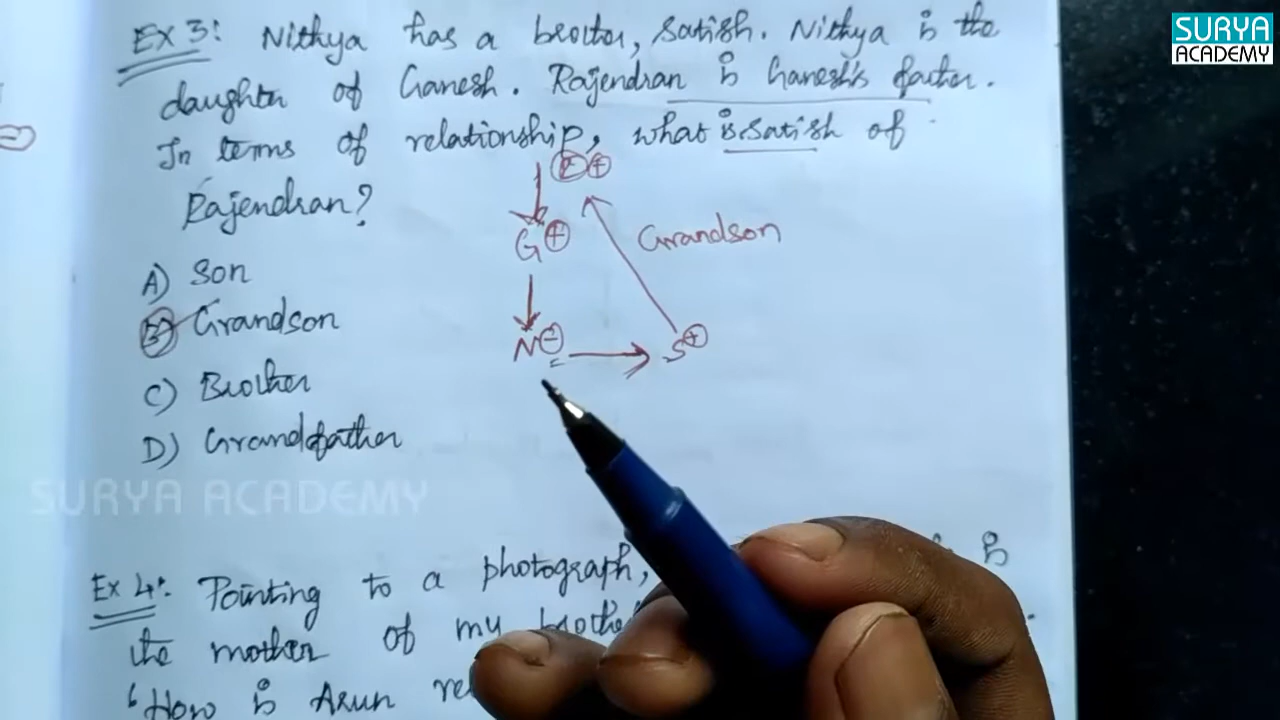 SURYA
ACADEMY
Ex 3: Nithya has a brother, Satish. Nithya is the
daughter of Ganesh. Rajendran is Ganesh's father.
In terms of relationship, what is Satish of
Rajendran?
R +
G +
Grandson
N - S +
A) Son
B) Grandson
C) Brother
D) Grandfather
SURYA ACADEMY
Ex 4: Pointing to a photograph, is
the mother of my
"How is Arun